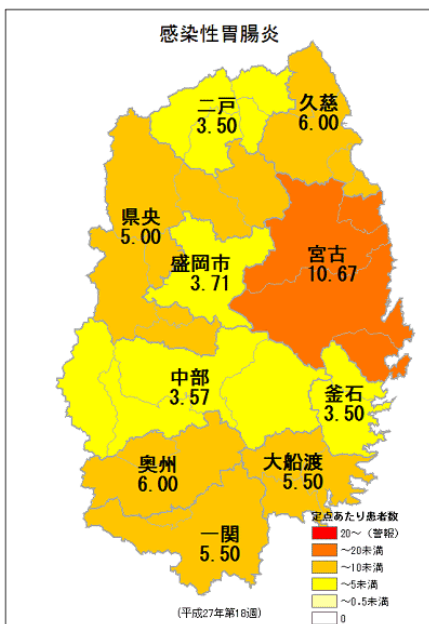 感染性胃腸炎
二戸
3.50
久慈
6.00
県央
5.00
盛岡市
3.71
宮古
10.67
中部
3.57
釜石
3.50
奥州
6.00
大船渡
5.50
一関
5.50
定点あたり患者数
20～（警報）
～20未満
～10未満
～5未満
～0.5未満
0
(平成27年第18週)